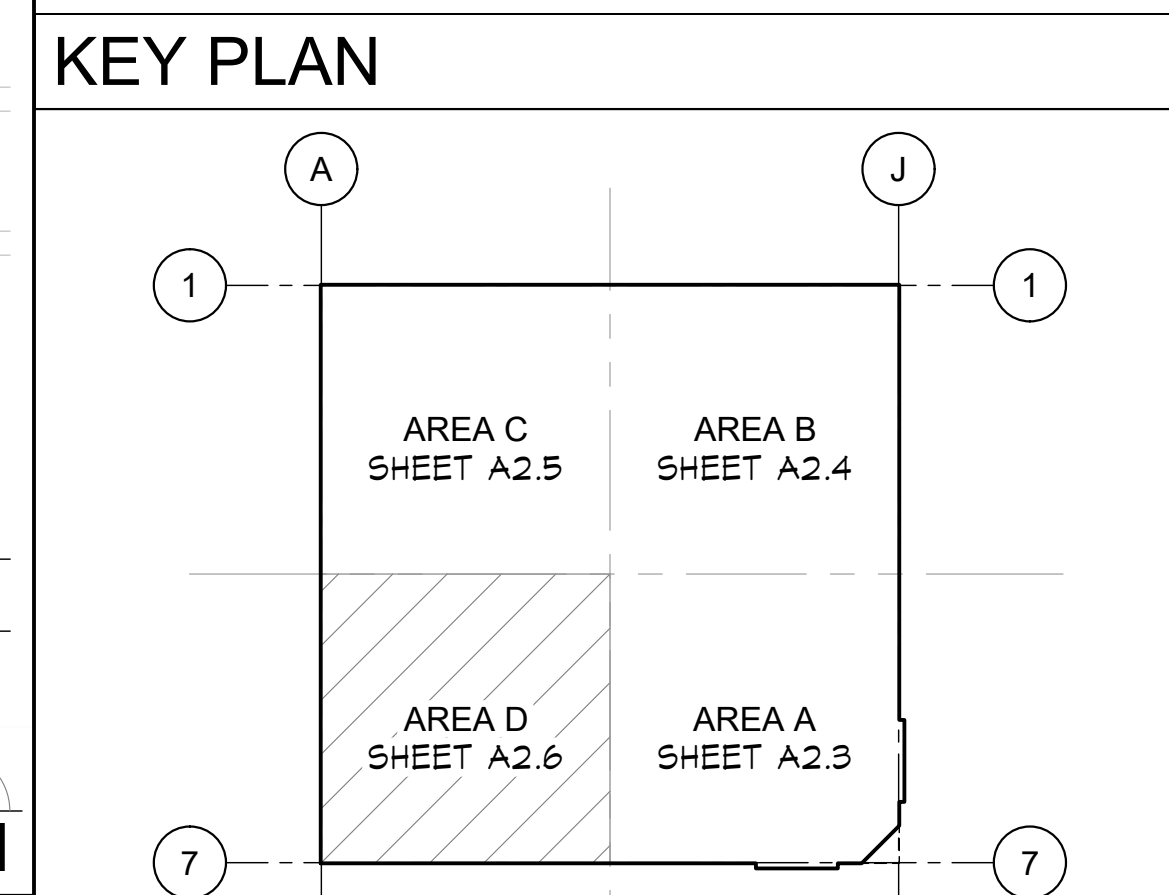 KEY PLAN
A
J
1
1
AREA C
SHEET A2.5
AREA B
SHEET A2.4
AREA D
SHEET A2.6
AREA A
SHEET A2.3
7
7